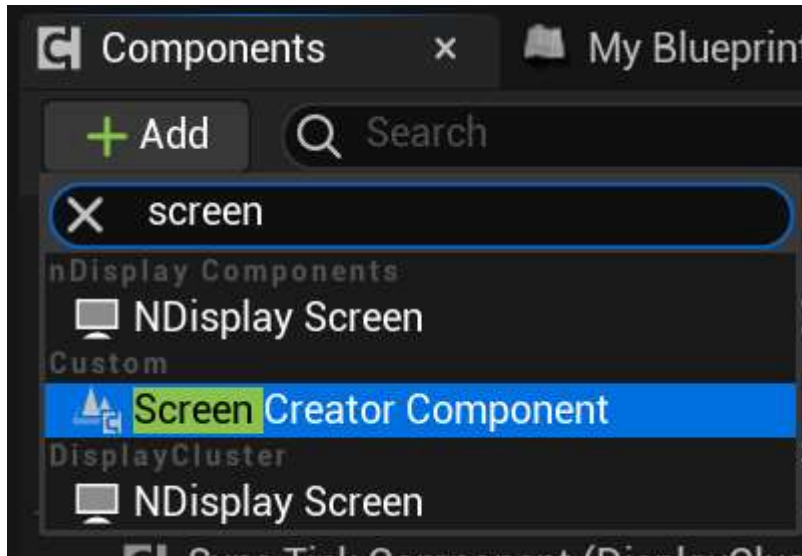 Components
My Blueprint
Add
Search
screen
nDisplay Components
NDisplay Screen
Custom
Screen Creator Component
DisplayCluster
NDisplay Screen